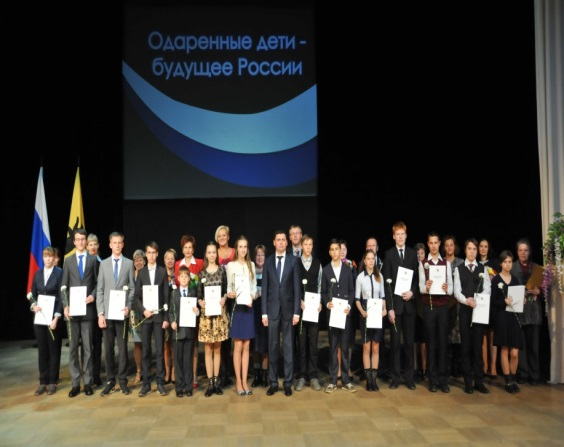 Одаренные дети -
будущее России